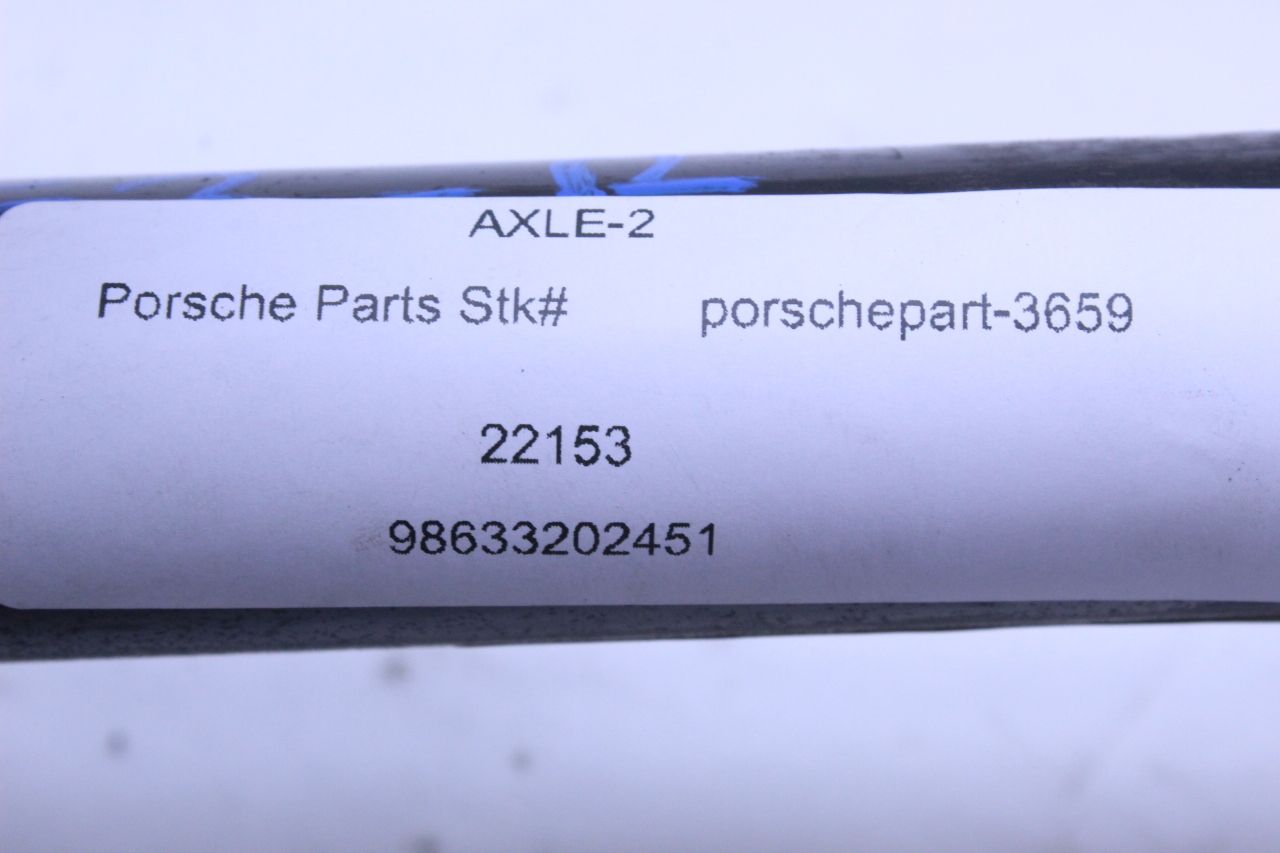 AXLE-2
Porsche Parts Stk# porschepart-3659
22153
98633202451